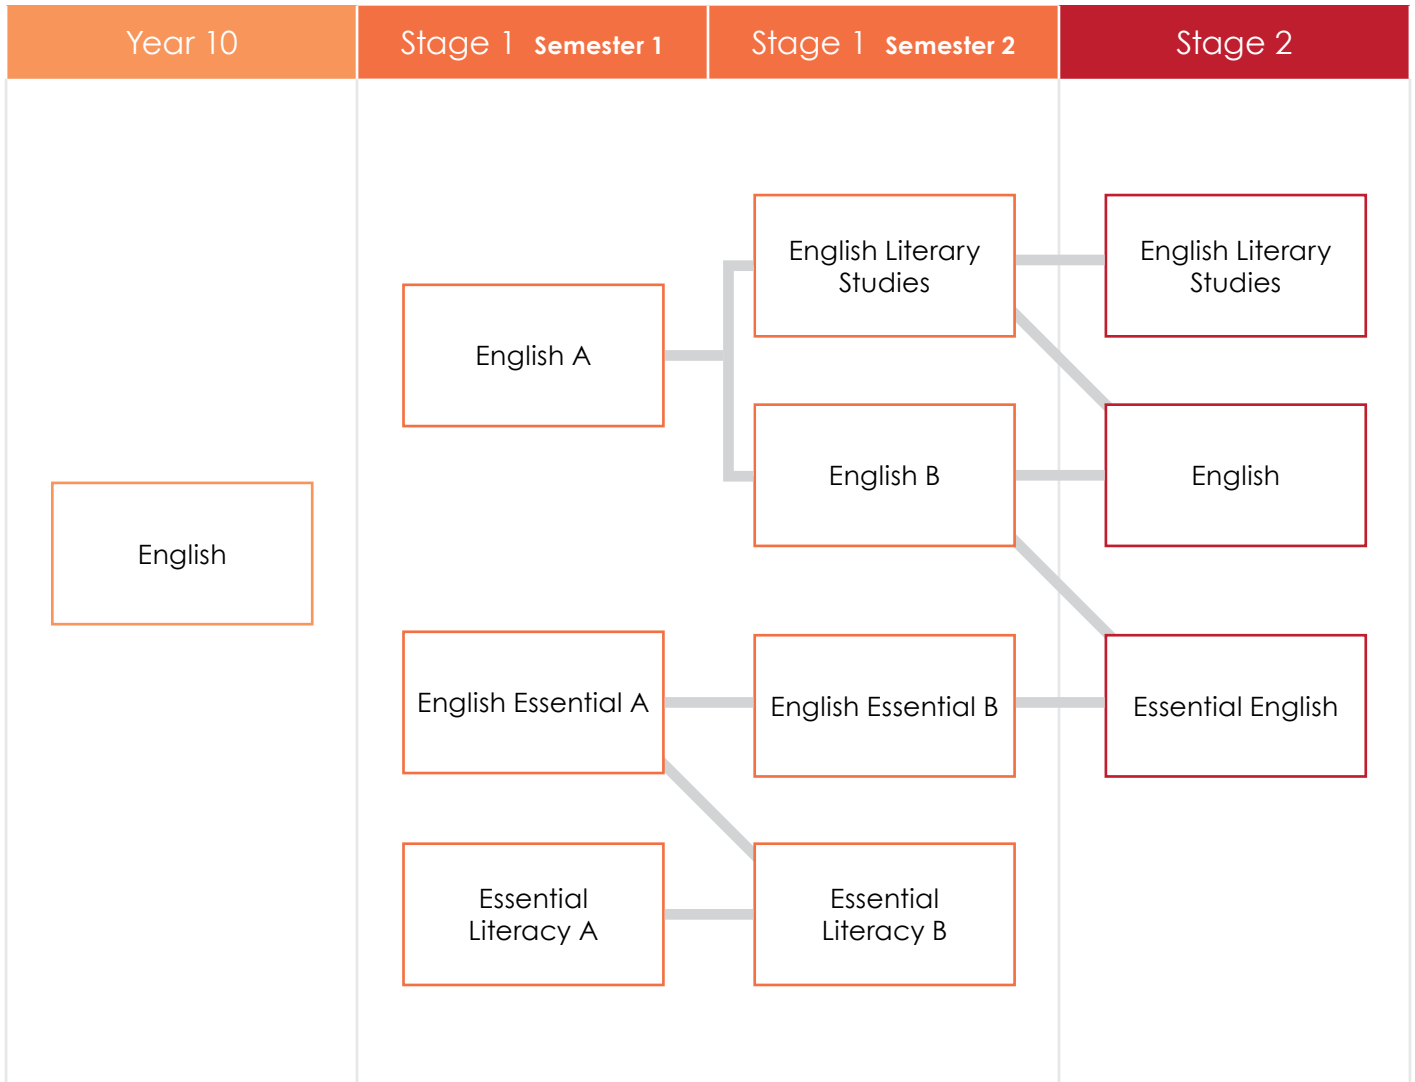 Year 10
Stage 1 Semester 1
Stage 1 Semester 2
Stage 2
English
English A
English Essential A
Essential
Literacy A
English Literary
Studies
English B
English Essential B
Essential
Literacy B
English Literary
Studies
English
Essential English